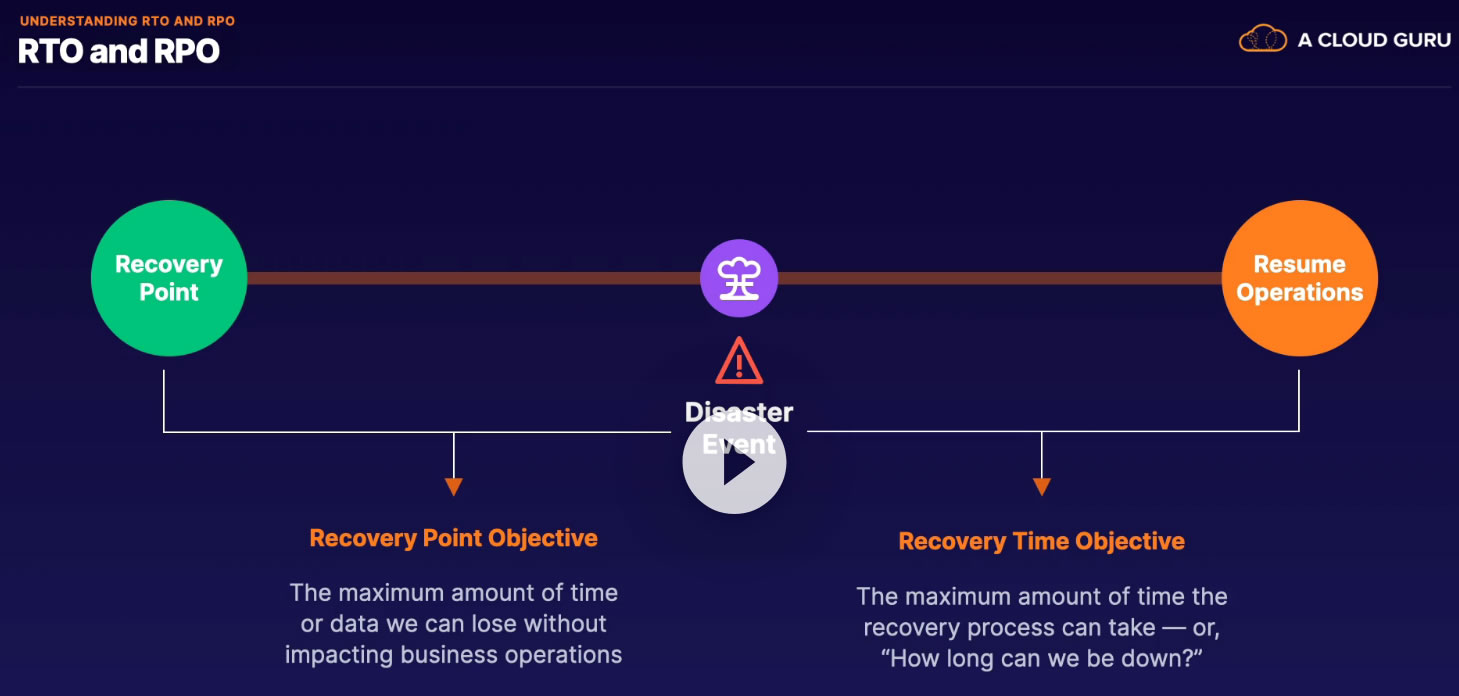 UNDERSTANDING RTO AND RPO
RTO and RPO
A CLOUD GURU
Recovery
Point
Resume
Operations
Disaster
Event
Recovery Point Objective
The maximum amount of time
or data we can lose without
impacting business operations
Recovery Time Objective
The maximum amount of time the
recovery process can take — or,
“How long can we be down?”